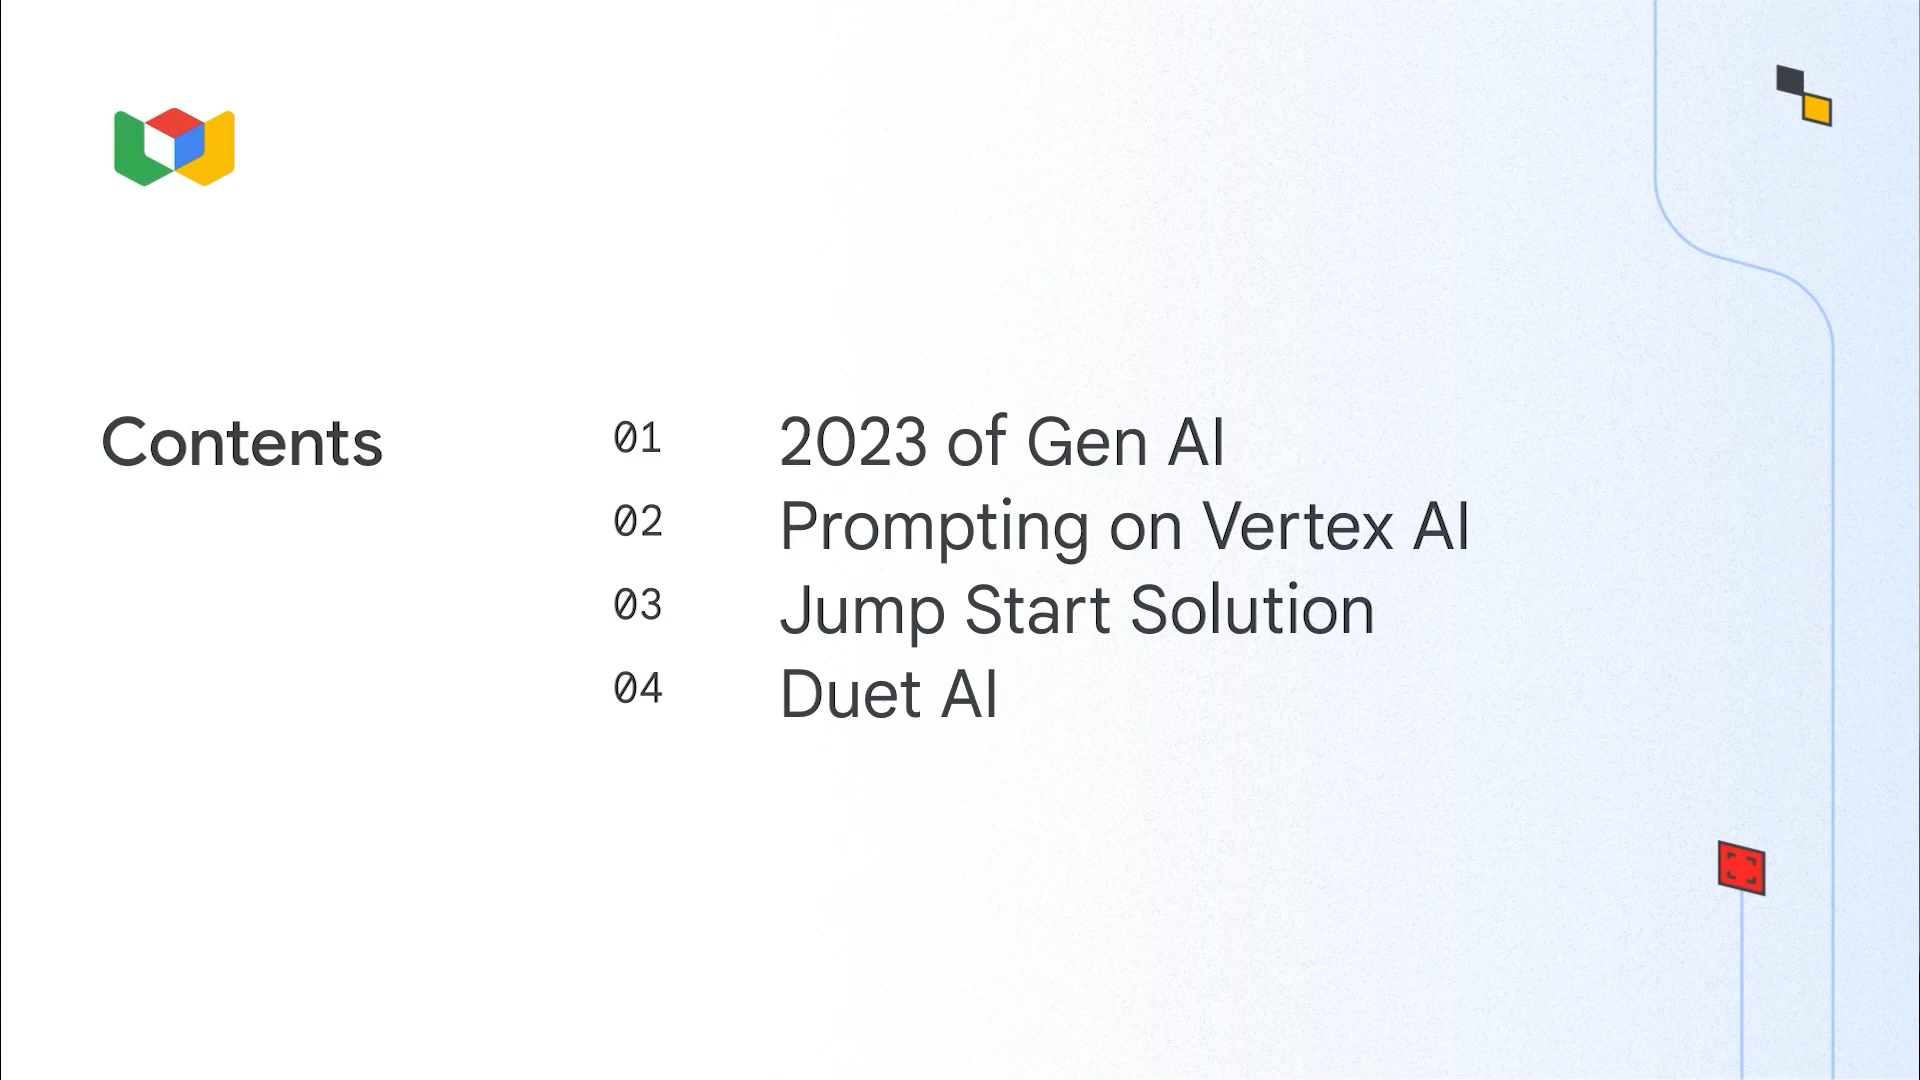 Contents
01 2023 of Gen AI
02 Prompting on Vertex AI
03 Jump Start Solution
04 Duet AI